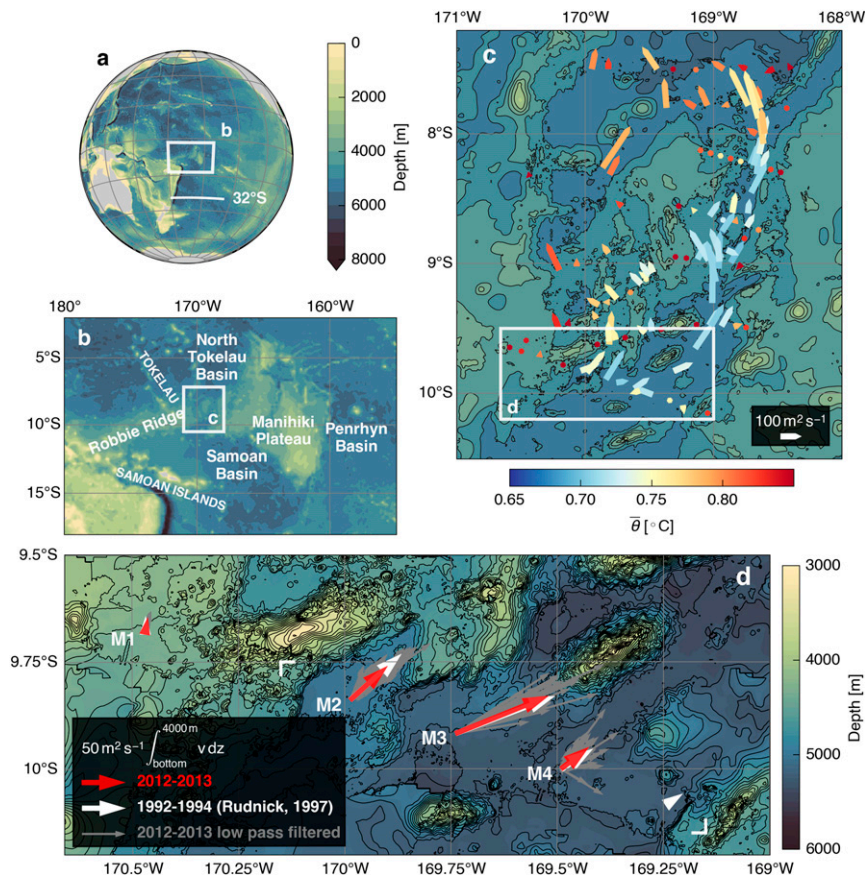 a
b
32°S
0
2000
4000
6000
8000
Depth [m]
171°W
170°W
169°W
168°W
c
8°S
9°S
10°S
d
100 m² s⁻¹
0.65
0.70
0.75
0.80
θ̅ [°C]
180°
170°W
160°W
b
5°S
10°S
15°S
North
Tokelau
Basin
TOKELAU
Robbie Ridge
c
Manihiki
Plateau
Penrhyn
Basin
Samoan
Basin
SAMOAN ISLANDS
9.5°S
9.75°S
10°S
d
M1
M2
M3
M4
50 m² s⁻¹ ∫ 4000 m bottom v dz
2012-2013
1992-1994 (Rudnick, 1997)
2012-2013 low pass filtered
170.5°W
170.25°W
170°W
169.75°W
169.5°W
169.25°W
169°W
3000
4000
5000
6000
Depth [m]